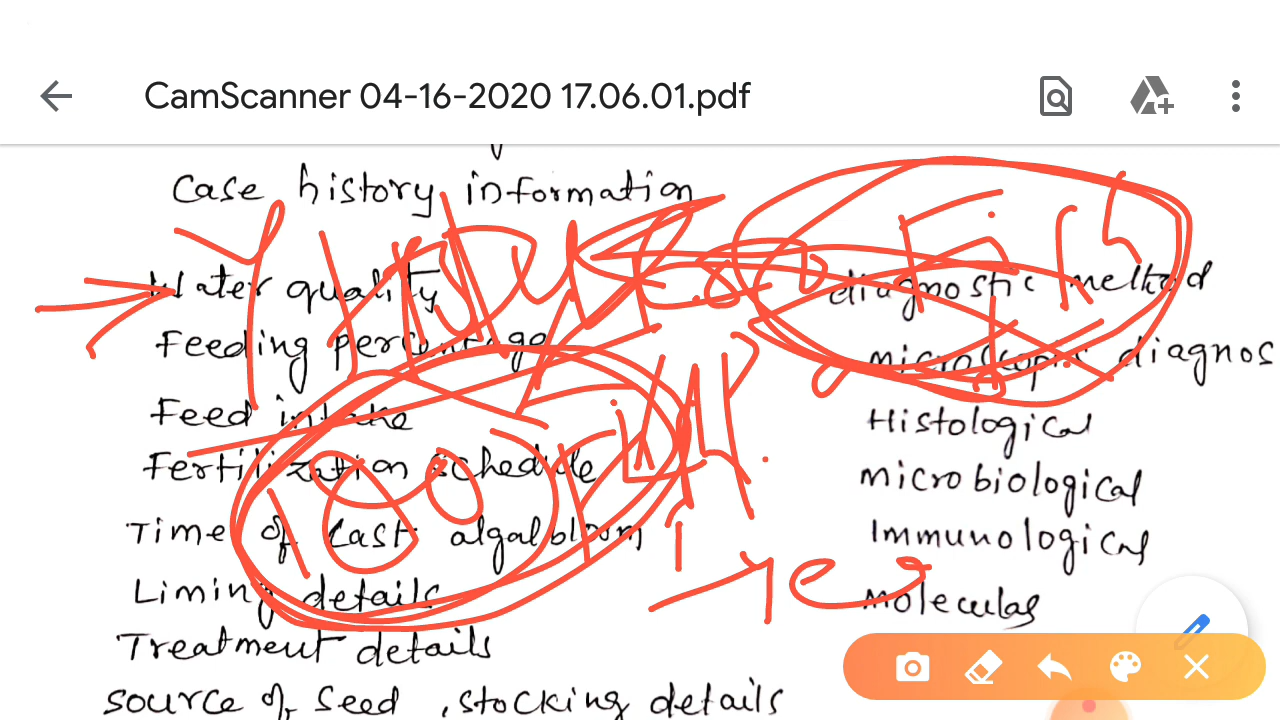 CamScanner 04-16-2020 17.06.01.pdf
Case history information
Water quality
Feeding percentage
Feed intake
Fertilization schedule
Time of last algal bloom
Liming details
Treatment details
source of seed , stocking details
diagnostic method
microscopic diagnos
Histological
microbiological
Immunological
molecular
Fish